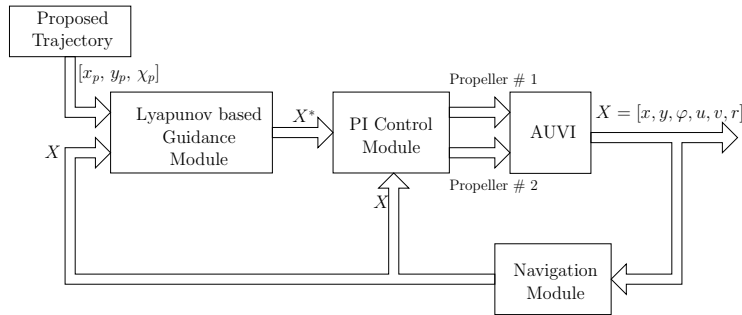 Proposed
Trajectory
[x_p, y_p, χ_p]
Lyapunov based
Guidance
Module
X
X*
PI Control
Module
X
Propeller # 1
Propeller # 2
AUVI
X = [x, y, φ, u, v, r]
Navigation
Module